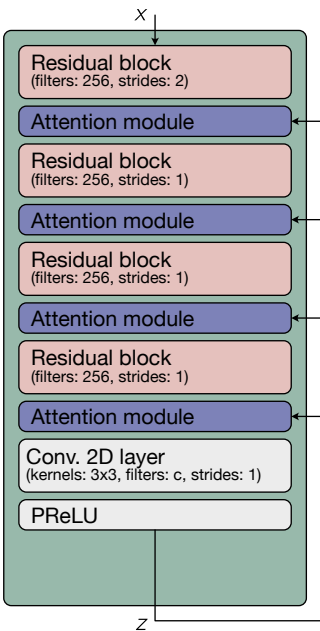 X
Residual block
(filters: 256, strides: 2)
Attention module
Residual block
(filters: 256, strides: 1)
Attention module
Residual block
(filters: 256, strides: 1)
Attention module
Residual block
(filters: 256, strides: 1)
Attention module
Conv. 2D layer
(kernels: 3x3, filters: c, strides: 1)
PReLU
Z